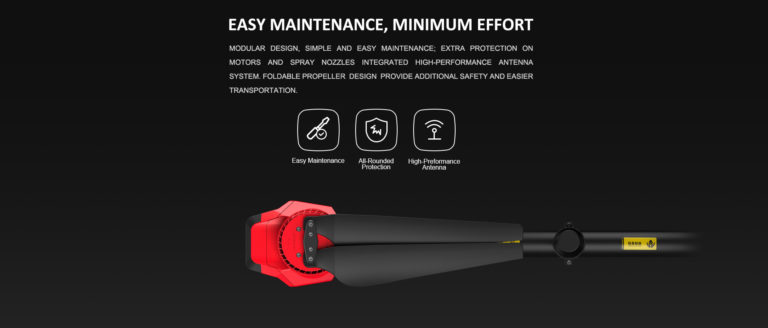 EASY MAINTENANCE, MINIMUM EFFORT
MODULAR DESIGN, SIMPLE AND EASY MAINTENANCE; EXTRA PROTECTION ON
MOTORS AND SPRAY NOZZLES INTEGRATED HIGH-PERFORMANCE ANTENNA
SYSTEM. FOLDABLE PROPELLER DESIGN PROVIDE ADDITIONAL SAFETY AND EASIER
TRANSPORTATION.
Easy Maintenance
All-Rounded
Protection
High-Preformance
Antenna